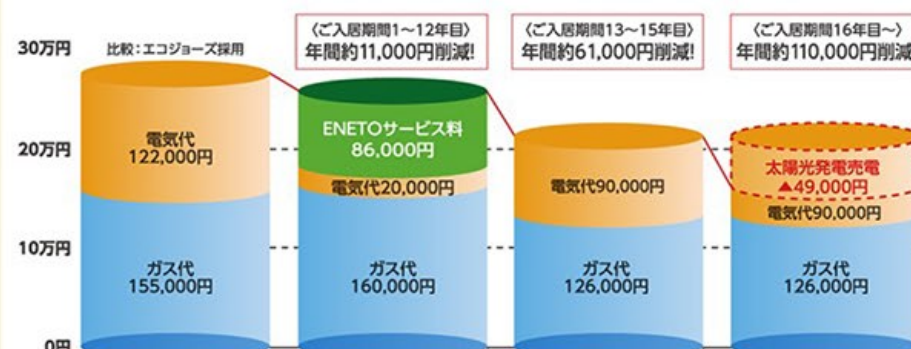 30万円
20万円
10万円
0円
比較：エコジョーズ採用
電気代
122,000円
ガス代
155,000円
〈ご入居期間1～12年目〉
年間約11,000円削減!
ENETOサービス料
86,000円
電気代20,000円
ガス代
160,000円
〈ご入居期間13～15年目〉
年間約61,000円削減!
電気代90,000円
ガス代
126,000円
〈ご入居期間16年目～〉
年間約110,000円削減
太陽光発電売電
▲49,000円
電気代90,000円
ガス代
126,000円